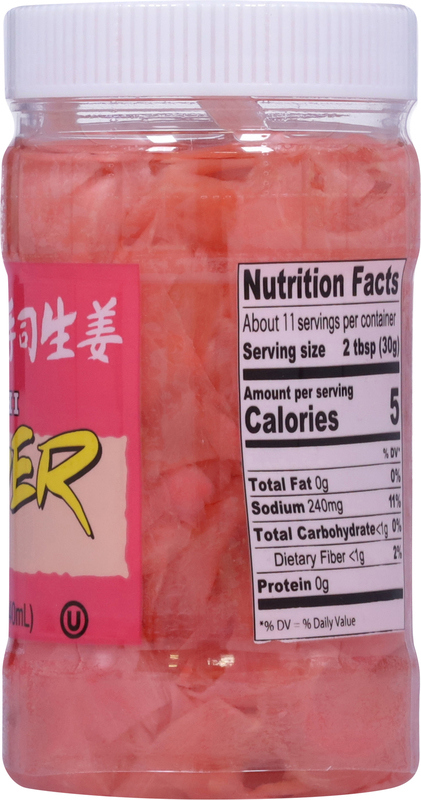 司生姜
II
ER
mL)
U
Nutrition Facts
About 11 servings per container
Serving size 2 tbsp (30g)
Amount per serving
Calories 5
% DV*
Total Fat 0g 0%
Sodium 240mg 11%
Total Carbohydrate<1g 0%
Dietary Fiber <1g 2%
Protein 0g
*% DV = % Daily Value